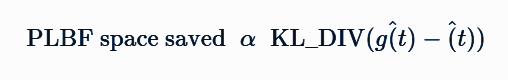 PLBF space saved α KL_DIV(g(̂t) − (̂t))